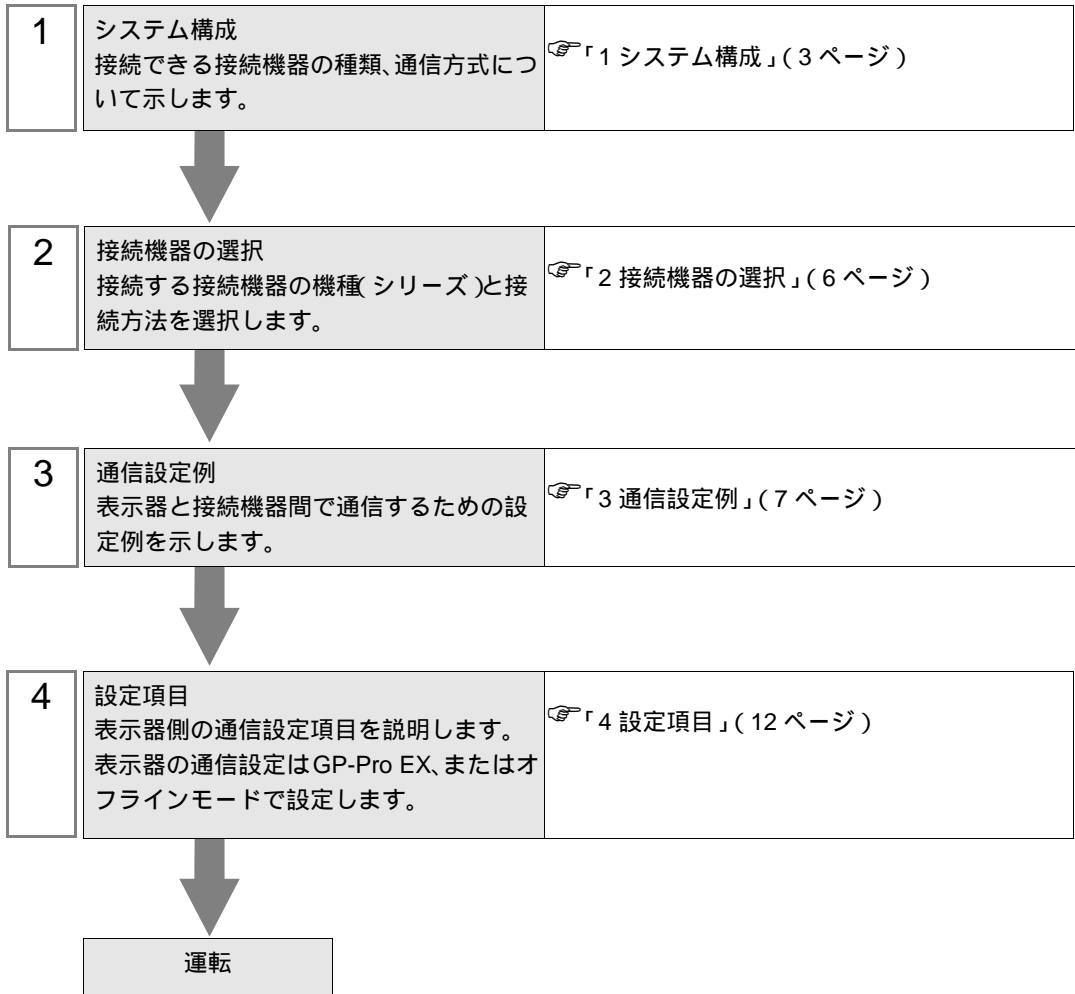 1
システム構成
接続できる接続機器の種類、通信方式につ
いて示します。
☞「1 システム構成」(3 ページ)
2
接続機器の選択
接続する接続機器の機種(シリーズ)と接
続方法を選択します。
☞「2 接続機器の選択」(6 ページ)
3
通信設定例
表示器と接続機器間で通信するための設
定例を示します。
☞「3 通信設定例」(7 ページ)
4
設定項目
表示器側の通信設定項目を説明します。
表示器の通信設定はGP-Pro EX、またはオ
フラインモードで設定します。
☞「4 設定項目」(12 ページ)
運転